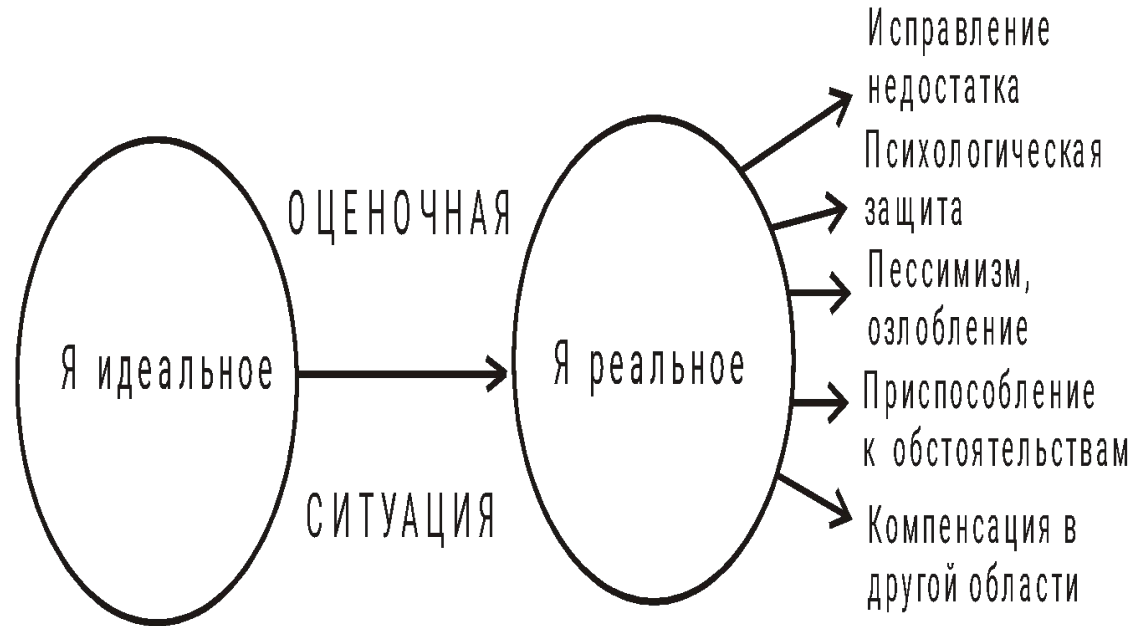 Я идеальное
ОЦЕНОЧНАЯ
СИТУАЦИЯ
Я реальное
Исправление
недостатка
Психологическая
защита
Пессимизм,
озлобление
Приспособление
к обстоятельствам
Компенсация в
другой области